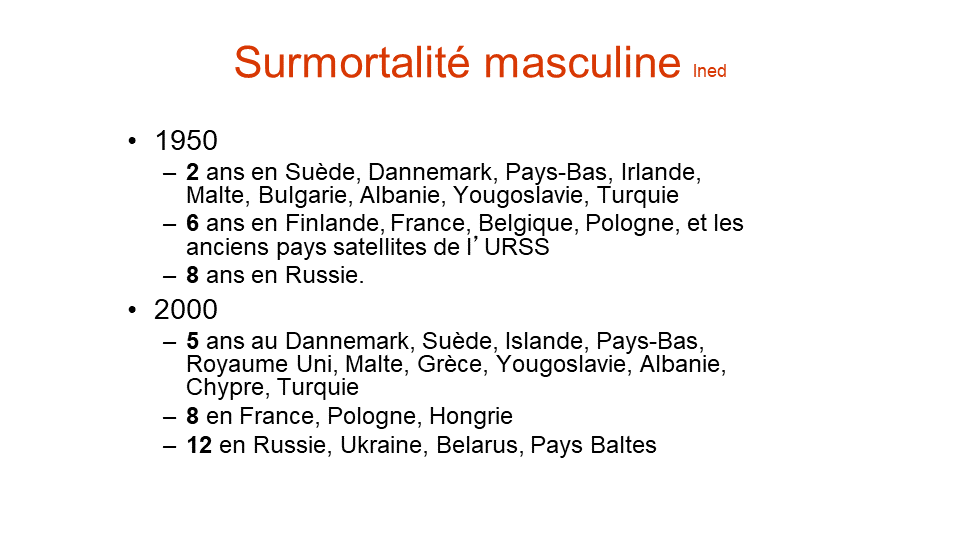 Surmortalité masculine Ined
• 1950
– 2 ans en Suède, Dannemark, Pays-Bas, Irlande,
Malte, Bulgarie, Albanie, Yougoslavie, Turquie
– 6 ans en Finlande, France, Belgique, Pologne, et les
anciens pays satellites de l’URSS
– 8 ans en Russie.
• 2000
– 5 ans au Dannemark, Suède, Islande, Pays-Bas,
Royaume Uni, Malte, Grèce, Yougoslavie, Albanie,
Chypre, Turquie
– 8 en France, Pologne, Hongrie
– 12 en Russie, Ukraine, Belarus, Pays Baltes